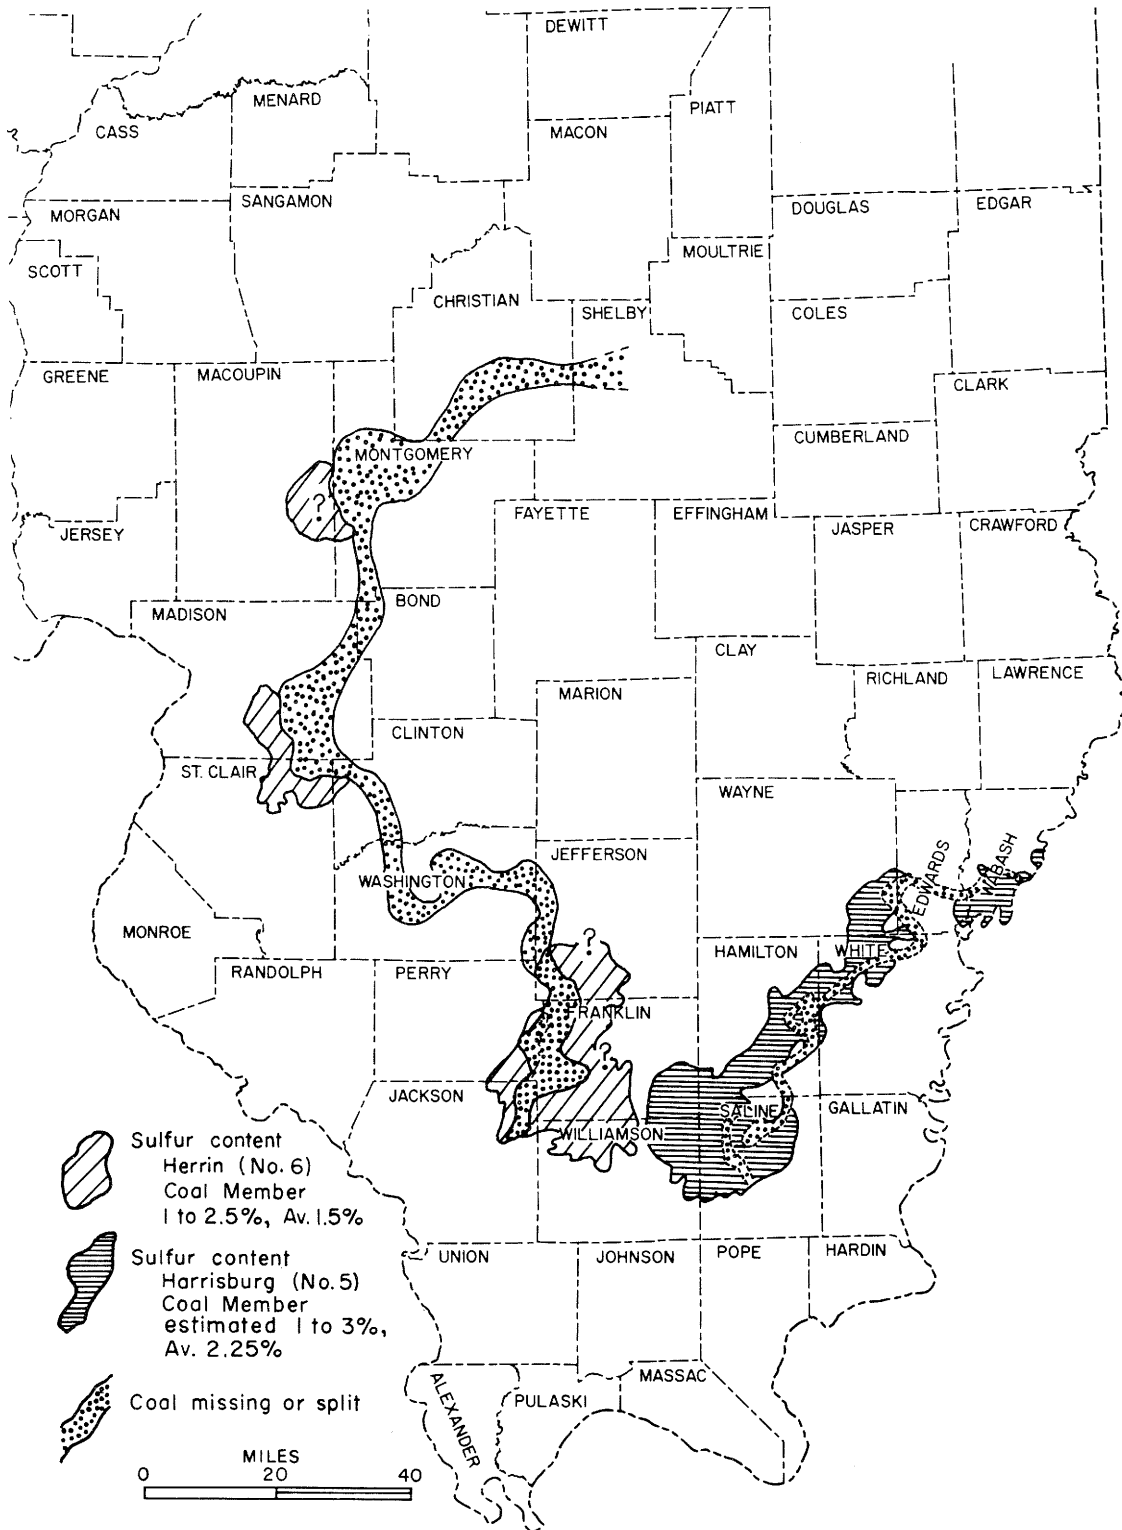 DEWITT
PIATT
MENARD
MACON
CASS
SANGAMON
DOUGLAS
EDGAR
MORGAN
MOULTRIE
SCOTT
CHRISTIAN
SHELBY
COLES
GREENE
MACOUPIN
CLARK
CUMBERLAND
MONTGOMERY
?
FAYETTE
EFFINGHAM
JASPER
CRAWFORD
JERSEY
MADISON
BOND
CLAY
RICHLAND
LAWRENCE
MARION
CLINTON
ST. CLAIR
WAYNE
JEFFERSON
EDWARDS
WABASH
WASHINGTON
MONROE
?
HAMILTON
WHITE
RANDOLPH
PERRY
FRANKLIN
?
JACKSON
SALINE
GALLATIN
WILLIAMSON
Sulfur content
Herrin (No. 6)
Coal Member
1 to 2.5%, Av. 1.5%
UNION
JOHNSON
POPE
HARDIN
Sulfur content
Harrisburg (No. 5)
Coal Member
estimated 1 to 3%,
Av. 2.25%
MASSAC
ALEXANDER
PULASKI
Coal missing or split
MILES
0 20 40